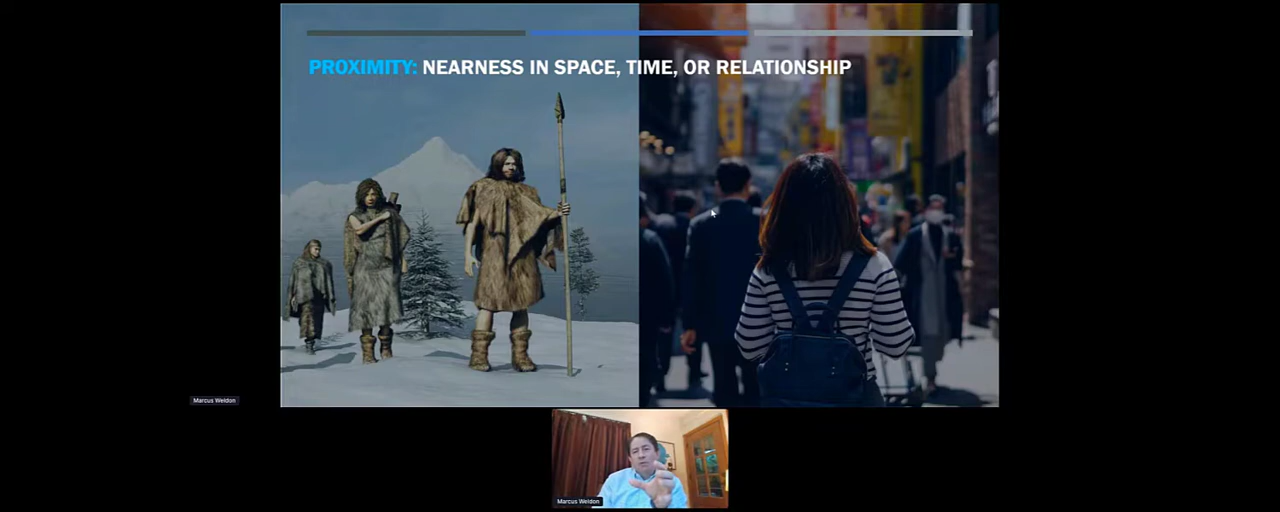 PROXIMITY: NEARNESS IN SPACE, TIME, OR RELATIONSHIP
Marcus Weldon
Marcus Weldon